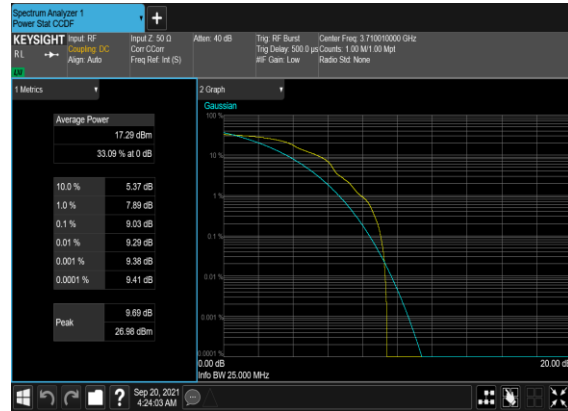 Spectrum Analyzer 1
Power Stat CCDF
KEYSIGHT
RL
Input: RF
Coupling: DC
Align: Auto
Input Z: 50 Ω
Corr CCorr
Freq Ref: Int (S)
Atten: 40 dB
Trig: RF Burst
Trig Delay: 500.0 µs
#IF Gain: Low
Center Freq: 3.710010000 GHz
Counts: 1.00 M/1.00 Mpt
Radio Std: None
1 Metrics
Average Power
17.29 dBm
33.09 % at 0 dB
10.0 % 5.37 dB
1.0 % 7.89 dB
0.1 % 9.03 dB
0.01 % 9.29 dB
0.001 % 9.38 dB
0.0001 % 9.41 dB
Peak
9.69 dB
26.98 dBm
2 Graph
Gaussian
100 %
10 %
1 %
0.1 %
0.01 %
0.001 %
0.0001 %
0.00 dB
20.00 dB
Info BW 25.000 MHz
Sep 20, 2021
4:24:03 AM